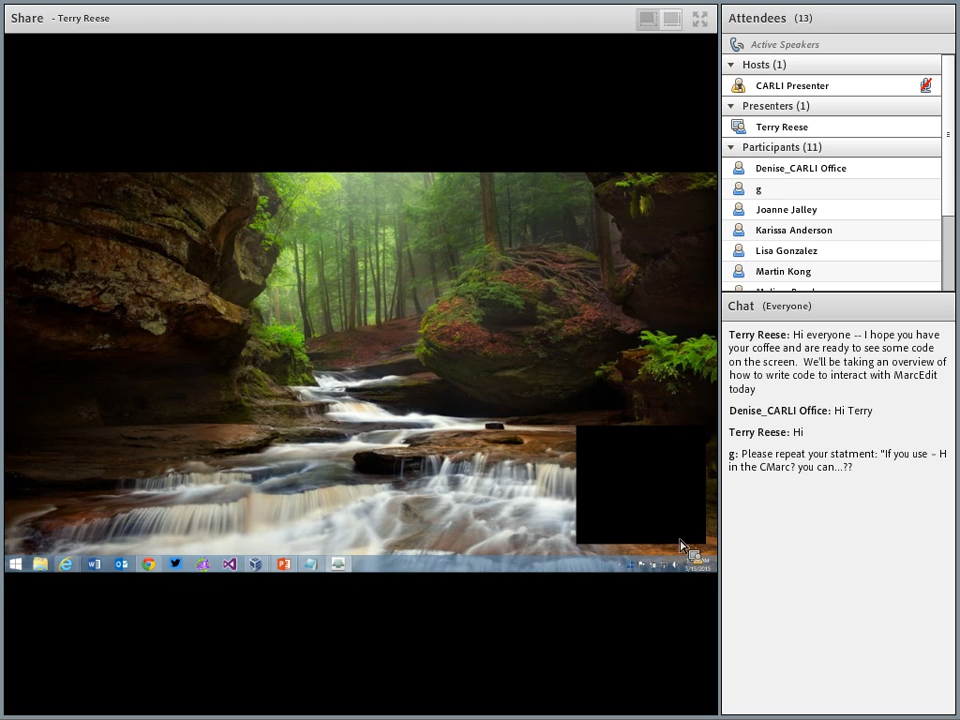 Share - Terry Reese
Attendees (13)
Active Speakers
Hosts (1)
CARLI Presenter
Presenters (1)
Terry Reese
Participants (11)
Denise_CARLI Office
g
Joanne Jalley
Karissa Anderson
Lisa Gonzalez
Martin Kong
Chat (Everyone)
Terry Reese: Hi everyone -- I hope you have
your coffee and are ready to see some code
on the screen. We'll be taking an overview of
how to write code to interact with MarcEdit
today
Denise_CARLI Office: Hi Terry
Terry Reese: Hi
g: Please repeat your statment: "If you use - H
in the CMarc? you can...??